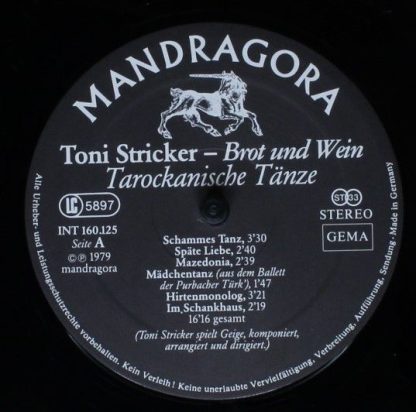 MANDRAGORA
Toni Stricker – Brot und Wein
Tarockanische Tänze
LC 5897
INT 160.125
Seite A
© ℗ 1979
mandragora
ST 33
STEREO
GEMA
Schammes Tanz, 3'30
Späte Liebe, 2'40
Mazedonia, 2'39
Mädchentanz (aus dem Ballett
der Purbacher Türk'), 1'47
Hirtenmonolog, 3'21
Im Schankhaus, 2'19
16'16 gesamt
(Toni Stricker spielt Geige, komponiert,
arrangiert und dirigiert.)
Alle Urheber- und Leistungsschutzrechte vorbehalten. Kein Verleih! Keine unerlaubte Vervielfältigung, Verbreitung, Aufführung, Sendung · Made in Germany